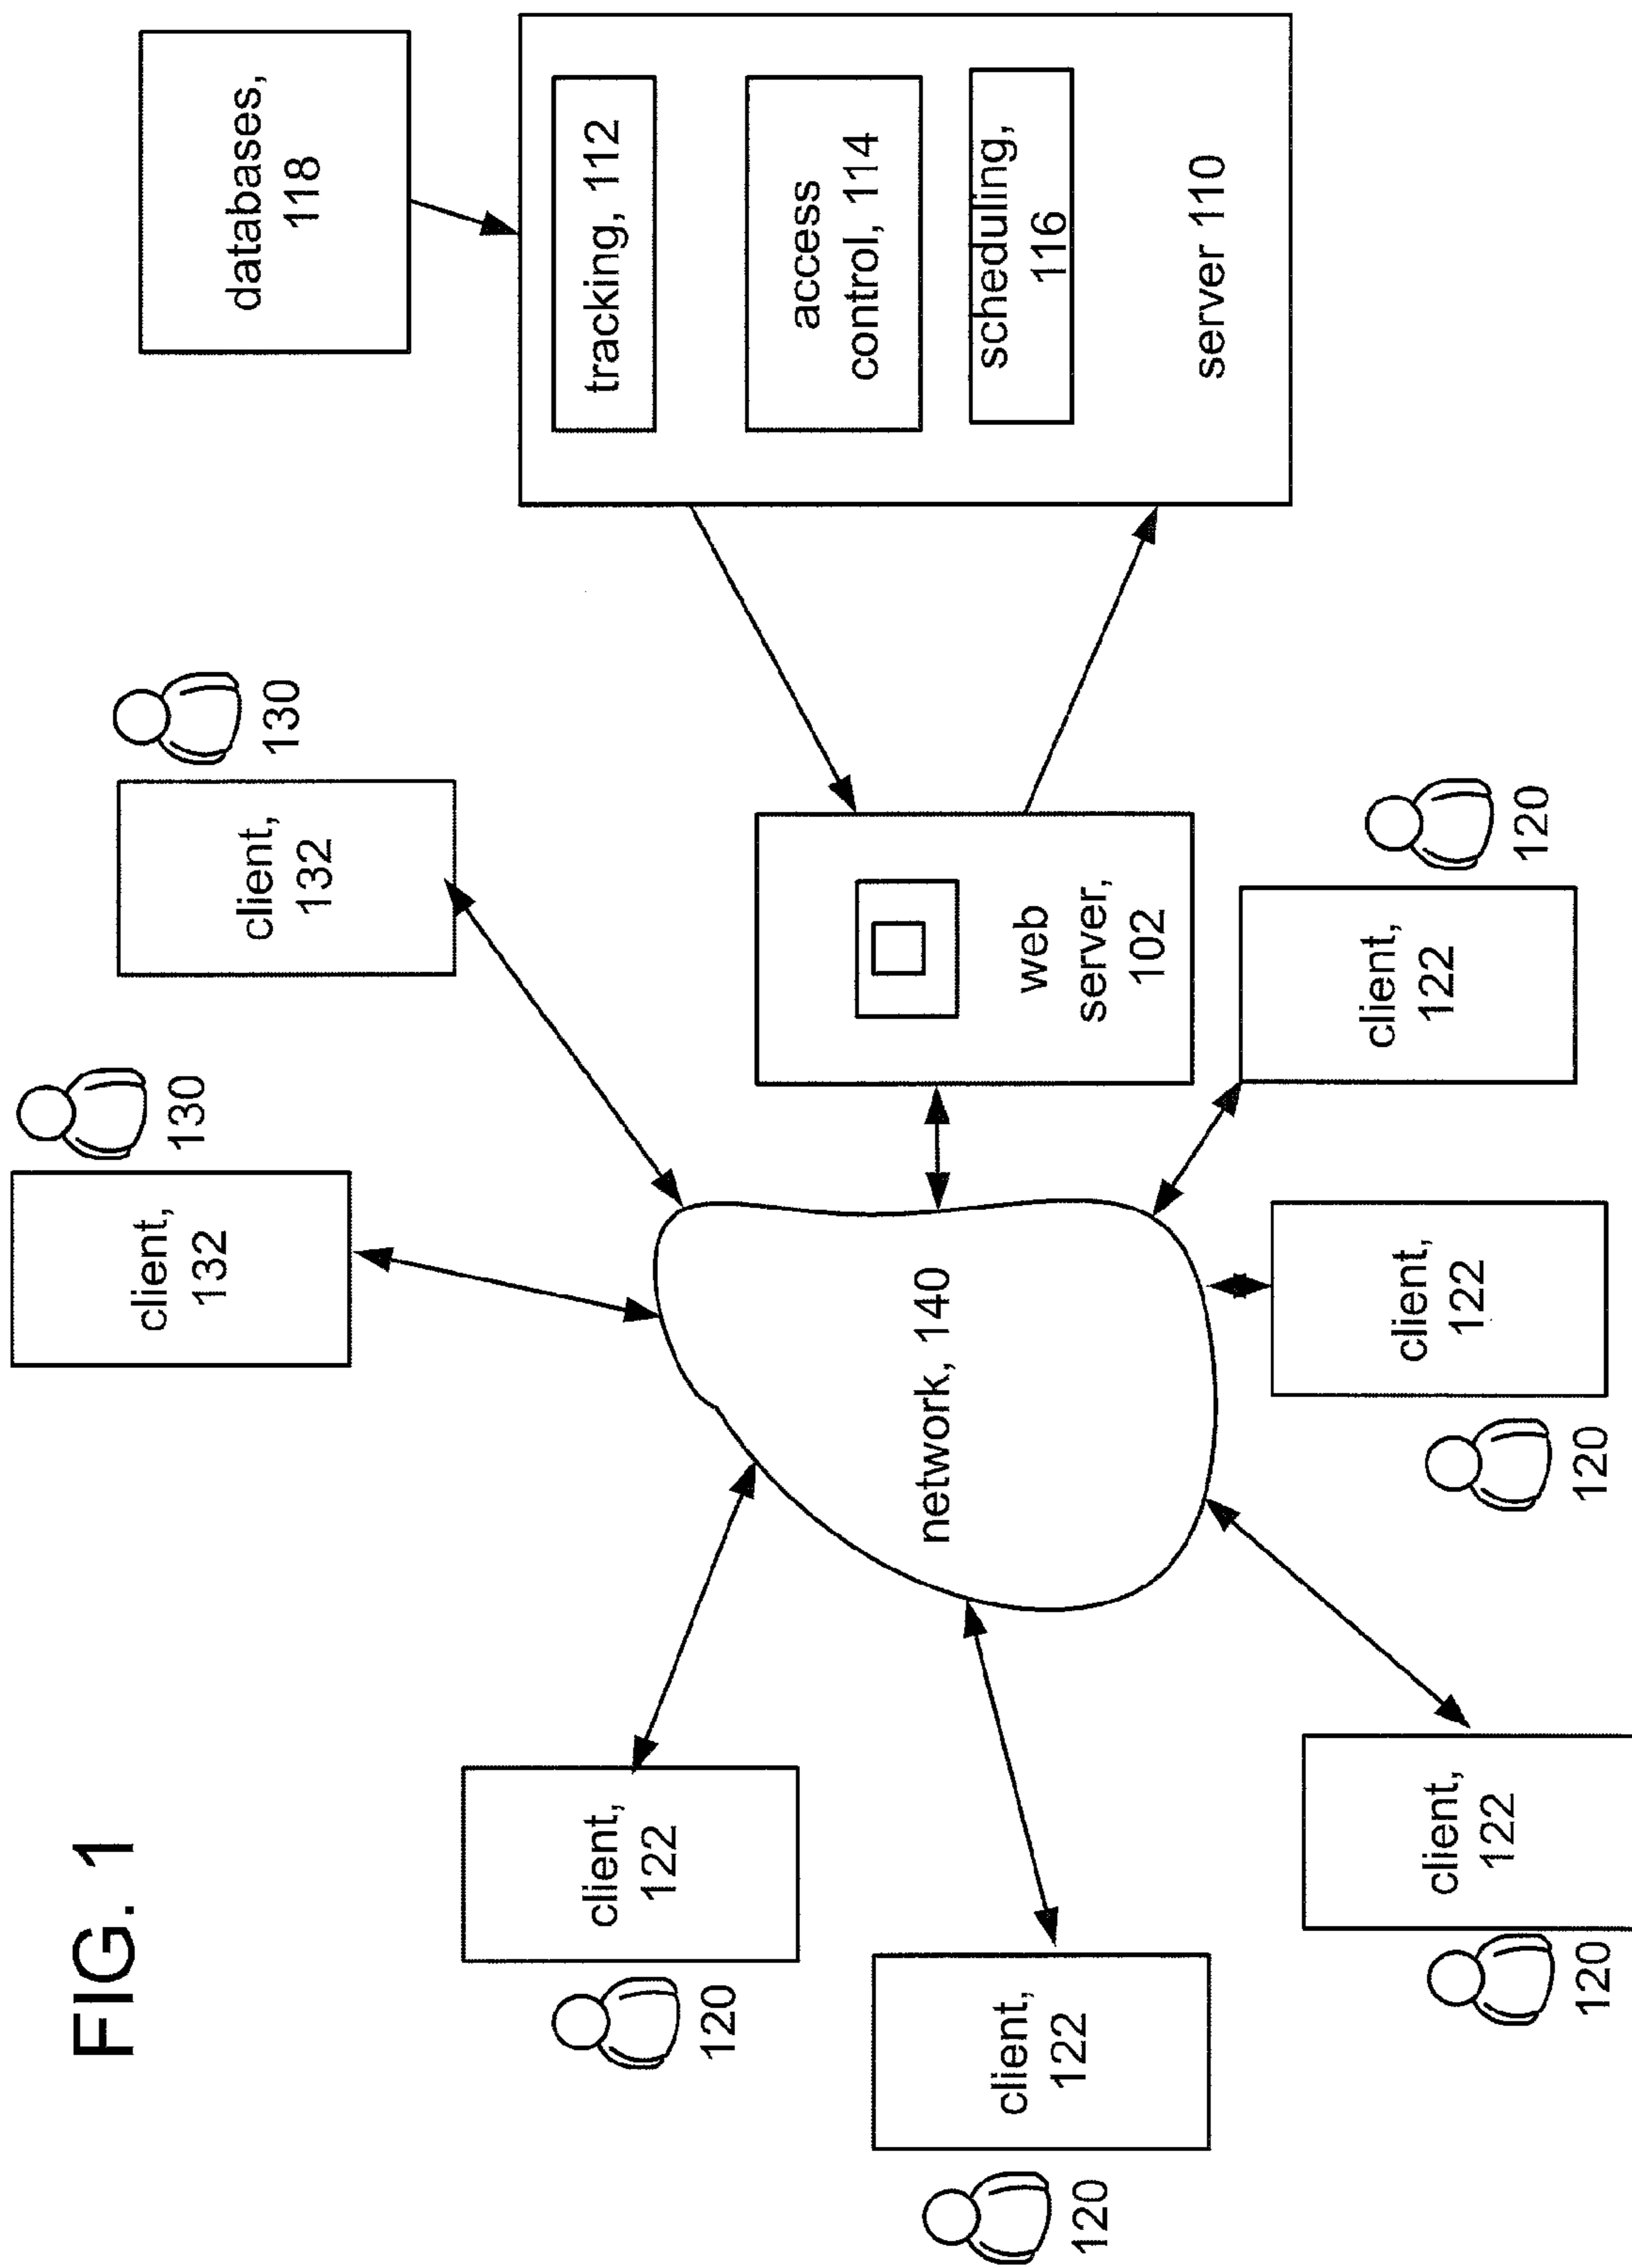 FIG. 1
client,
132
130
client,
132
130
databases,
118
tracking, 112
access
control, 114
scheduling,
116
server 110
web
server,
102
network, 140
client,
122
120
client,
122
120
client,
122
120
client,
122
120
client,
122
120